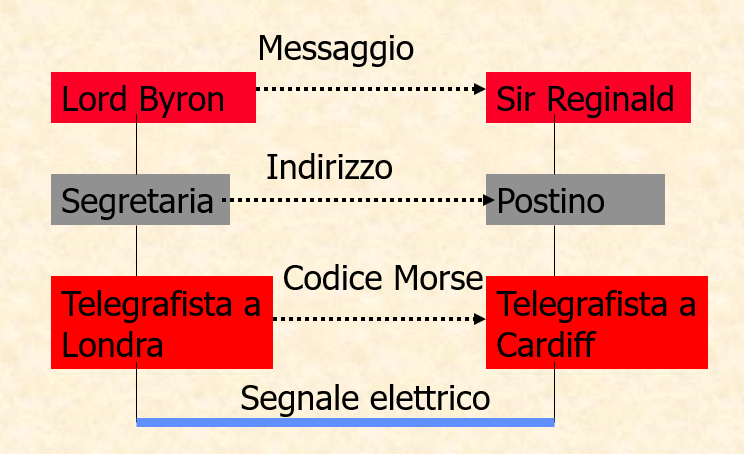 Messaggio
Lord Byron
Sir Reginald
Indirizzo
Segretaria
Postino
Codice Morse
Telegrafista a
Londra
Telegrafista a
Cardiff
Segnale elettrico